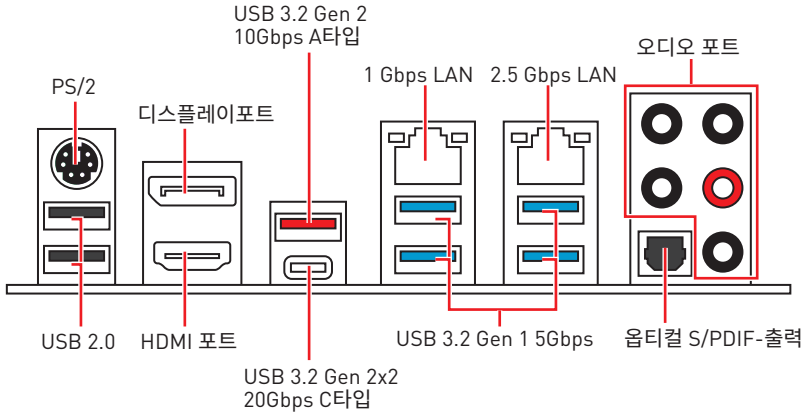 USB 3.2 Gen 2
10Gbps A타입
오디오 포트
1 Gbps LAN
2.5 Gbps LAN
PS/2
디스플레이포트
USB 2.0
HDMI 포트
USB 3.2 Gen 1 5Gbps
옵티컬 S/PDIF-출력
USB 3.2 Gen 2x2
20Gbps C타입